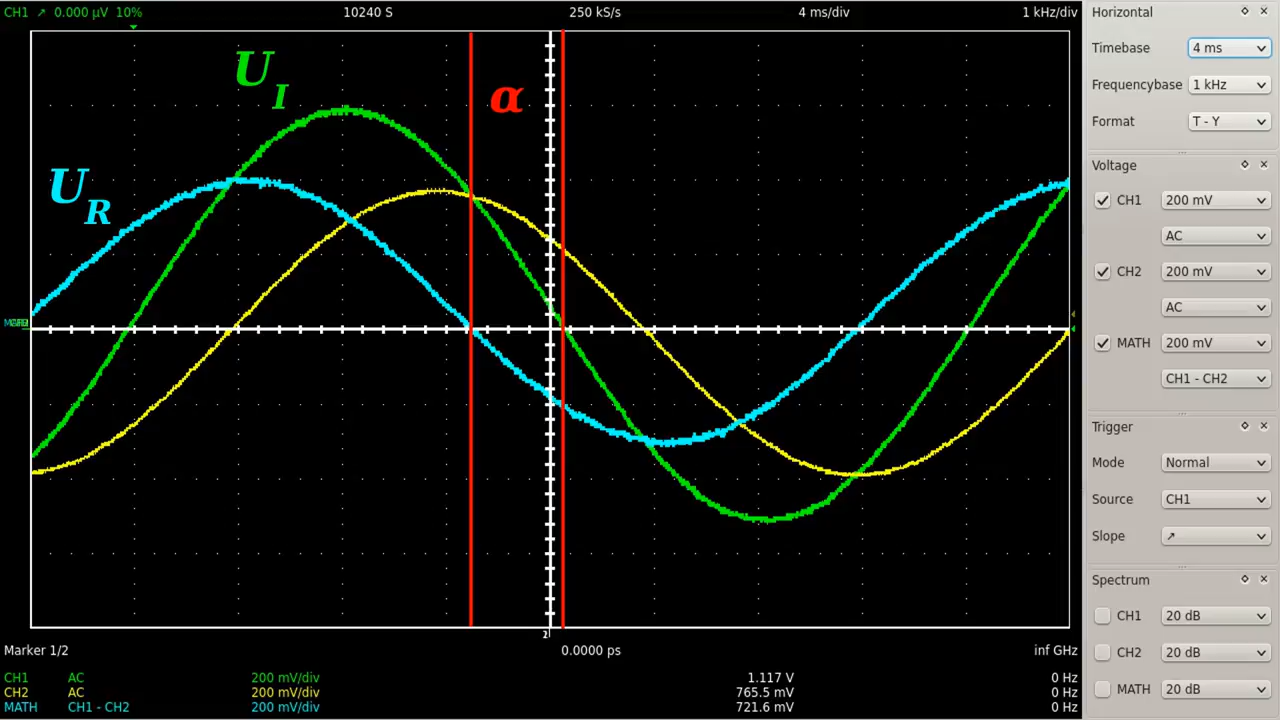 CH1 ↗ 0.000 µV 10% 10240 S 250 kS/s 4 ms/div 1 kHz/div
U I
α
U R
2
Marker 1/2 0.0000 ps inf GHz
CH1 AC 200 mV/div 1.117 V 0 Hz
CH2 AC 200 mV/div 765.5 mV 0 Hz
MATH CH1 - CH2 200 mV/div 721.6 mV 0 Hz
Horizontal
Timebase 4 ms
Frequencybase 1 kHz
Format T - Y
Voltage
CH1 200 mV
AC
CH2 200 mV
AC
MATH 200 mV
CH1 - CH2
Trigger
Mode Normal
Source CH1
Slope ↗
Spectrum
CH1 20 dB
CH2 20 dB
MATH 20 dB